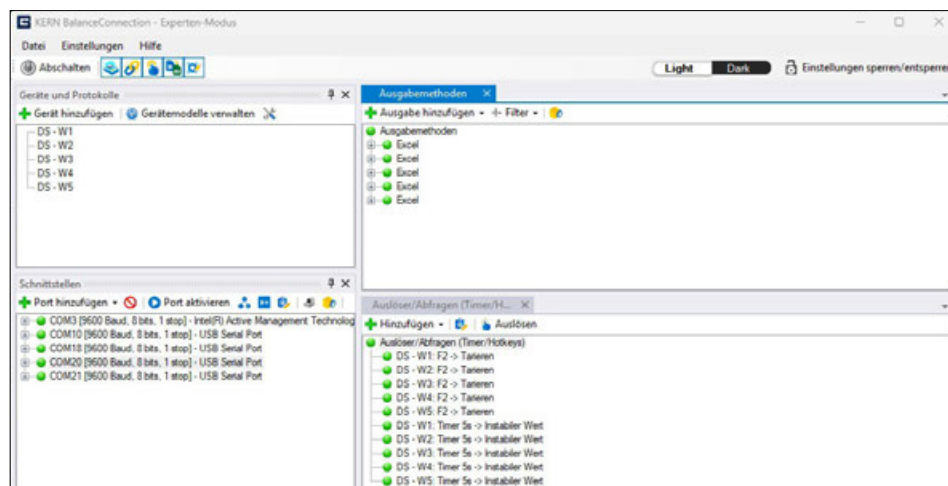 KERN BalanceConnection - Experten-Modus
Datei Einstellungen Hilfe
Abschalten
Light Dark Einstellungen sperren/entsperre
Geräte und Protokolle
Gerät hinzufügen Gerätemodelle verwalten
DS - W1
DS - W2
DS - W3
DS - W4
DS - W5
Ausgabemethoden
Ausgabe hinzufügen Filter
Ausgabemethoden
Excel
Excel
Excel
Excel
Excel
Schnittstellen
Port hinzufügen Port aktivieren
COM3 [9600 Baud, 8 bits, 1 stop] - Intel(R) Active Management Technolog
COM10 [9600 Baud, 8 bits, 1 stop] - USB Serial Port
COM18 [9600 Baud, 8 bits, 1 stop] - USB Serial Port
COM20 [9600 Baud, 8 bits, 1 stop] - USB Serial Port
COM21 [9600 Baud, 8 bits, 1 stop] - USB Serial Port
Auslöser/Abfragen (Timer/H...
Hinzufügen Auslösen
Auslöser/Abfragen (Timer/Hotkeys)
DS - W1: F2 -> Tarieren
DS - W2: F2 -> Tarieren
DS - W3: F2 -> Tarieren
DS - W4: F2 -> Tarieren
DS - W5: F2 -> Tarieren
DS - W1: Timer 5s -> Instabiler Wert
DS - W2: Timer 5s -> Instabiler Wert
DS - W3: Timer 5s -> Instabiler Wert
DS - W4: Timer 5s -> Instabiler Wert
DS - W5: Timer 5s -> Instabiler Wert